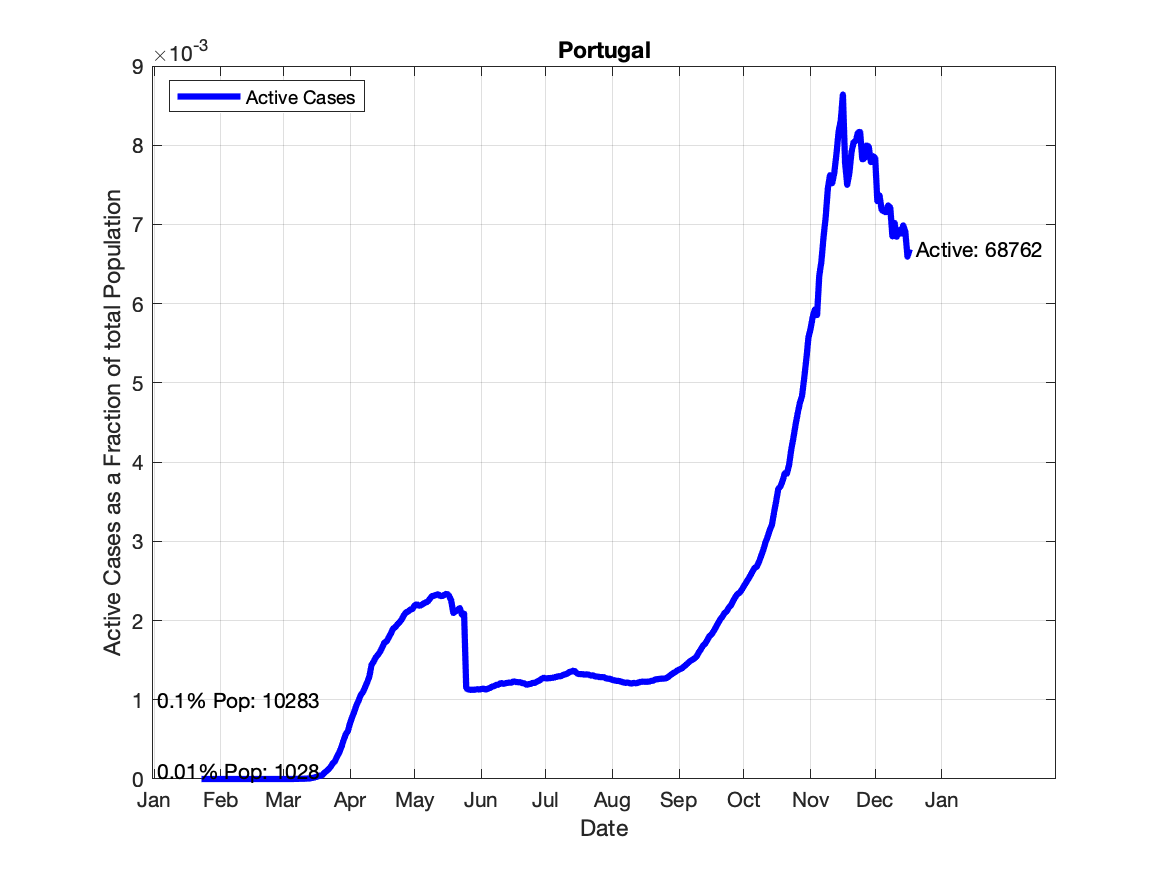 Portugal
×10⁻³
Active Cases
9
8
7
6
5
4
3
2
1
0
Active Cases as a Fraction of total Population
Active: 68762
0.1% Pop: 10283
0.01% Pop: 1028
Jan Feb Mar Apr May Jun Jul Aug Sep Oct Nov Dec Jan
Date